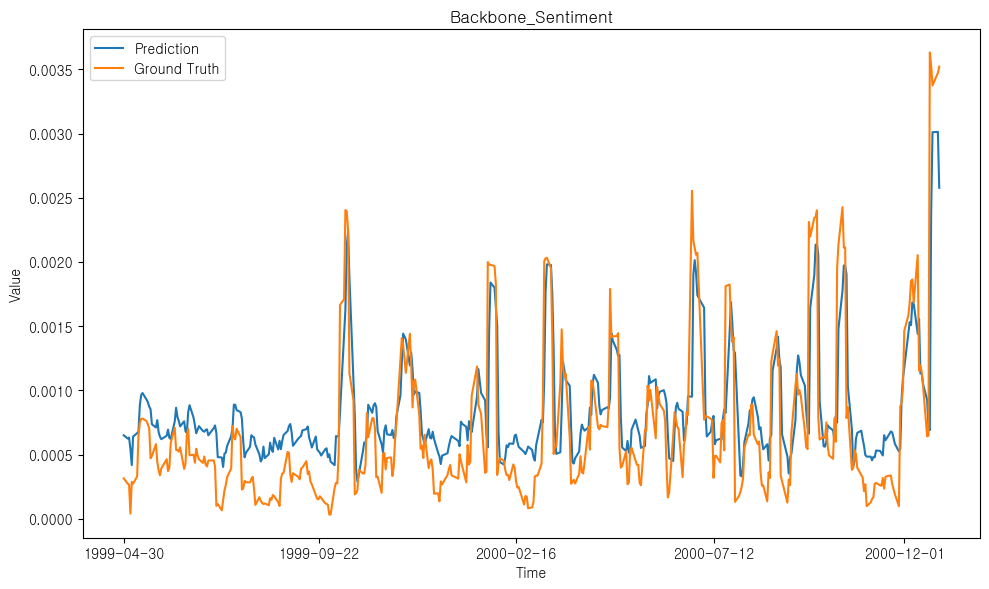 Backbone_Sentiment
Prediction
Ground Truth
Value
0.0035
0.0030
0.0025
0.0020
0.0015
0.0010
0.0005
0.0000
1999-04-30 1999-09-22 2000-02-16 2000-07-12 2000-12-01
Time